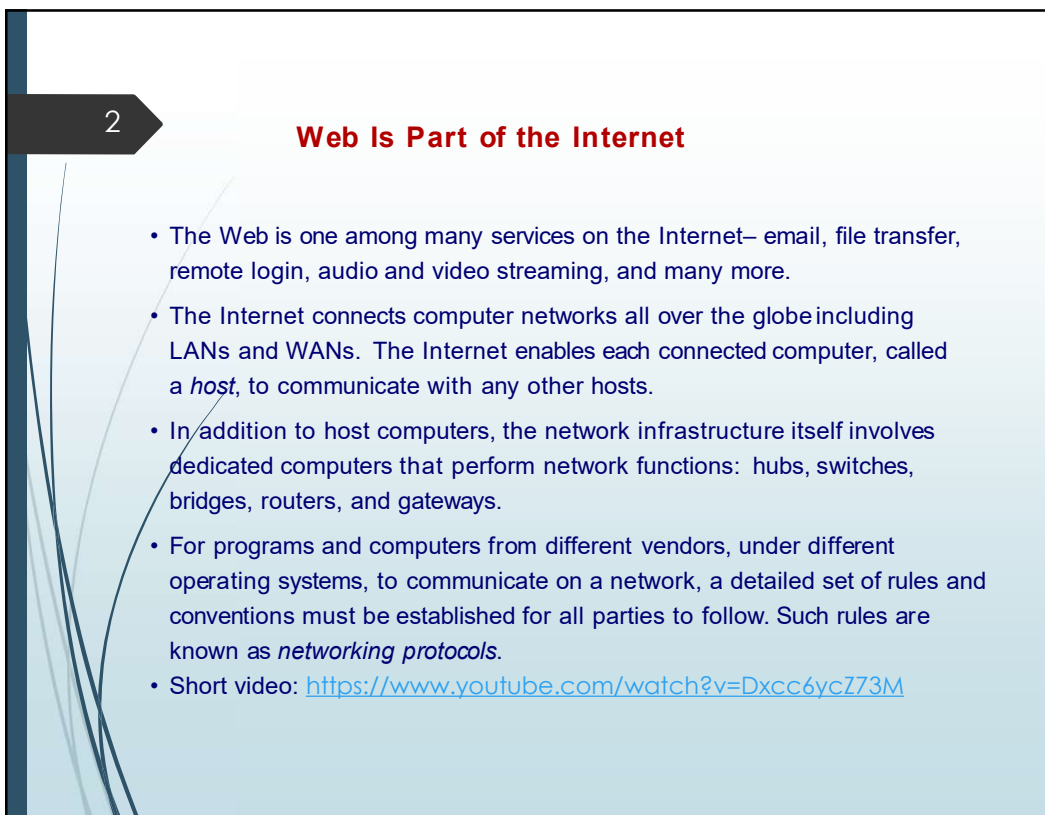 2
Web Is Part of the Internet
• The Web is one among many services on the Internet– email, file transfer,
remote login, audio and video streaming, and many more.
• The Internet connects computer networks all over the globe including
LANs and WANs. The Internet enables each connected computer, called
a host, to communicate with any other hosts.
• In addition to host computers, the network infrastructure itself involves
dedicated computers that perform network functions: hubs, switches,
bridges, routers, and gateways.
• For programs and computers from different vendors, under different
operating systems, to communicate on a network, a detailed set of rules and
conventions must be established for all parties to follow. Such rules are
known as networking protocols.
• Short video: https://www.youtube.com/watch?v=Dxcc6ycZ73M